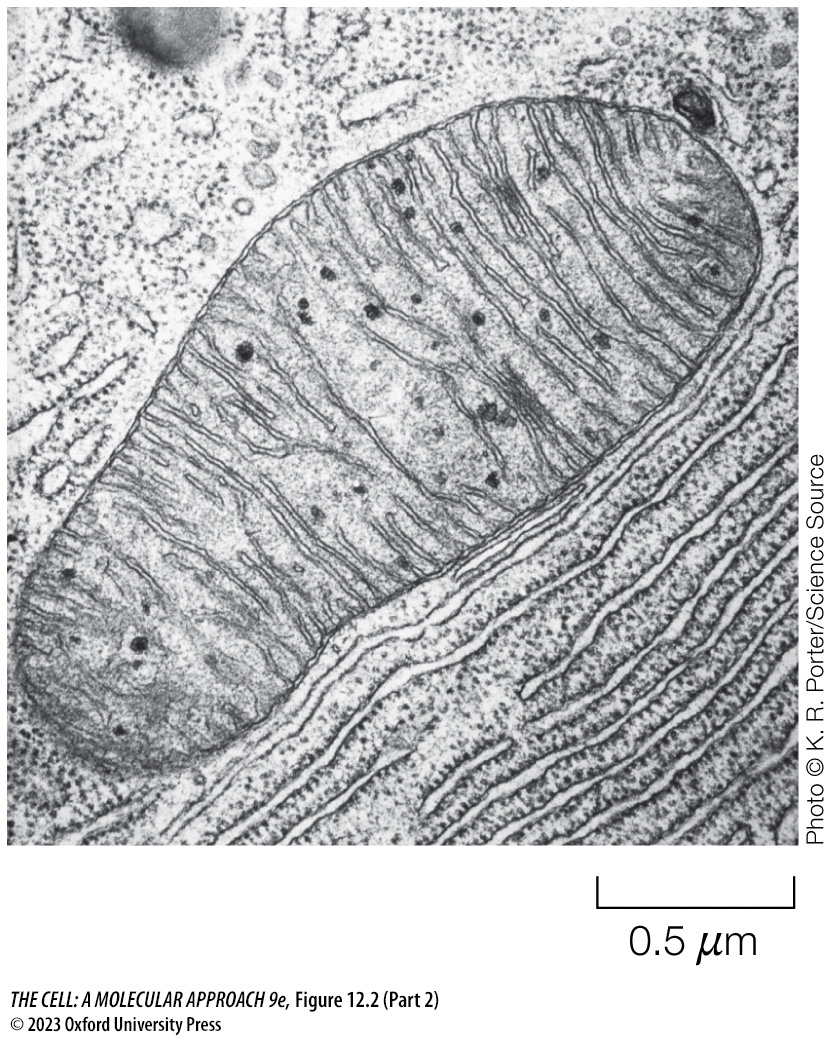 Photo © K. R. Porter/Science Source
0.5 μm
THE CELL: A MOLECULAR APPROACH 9e, Figure 12.2 (Part 2)
© 2023 Oxford University Press